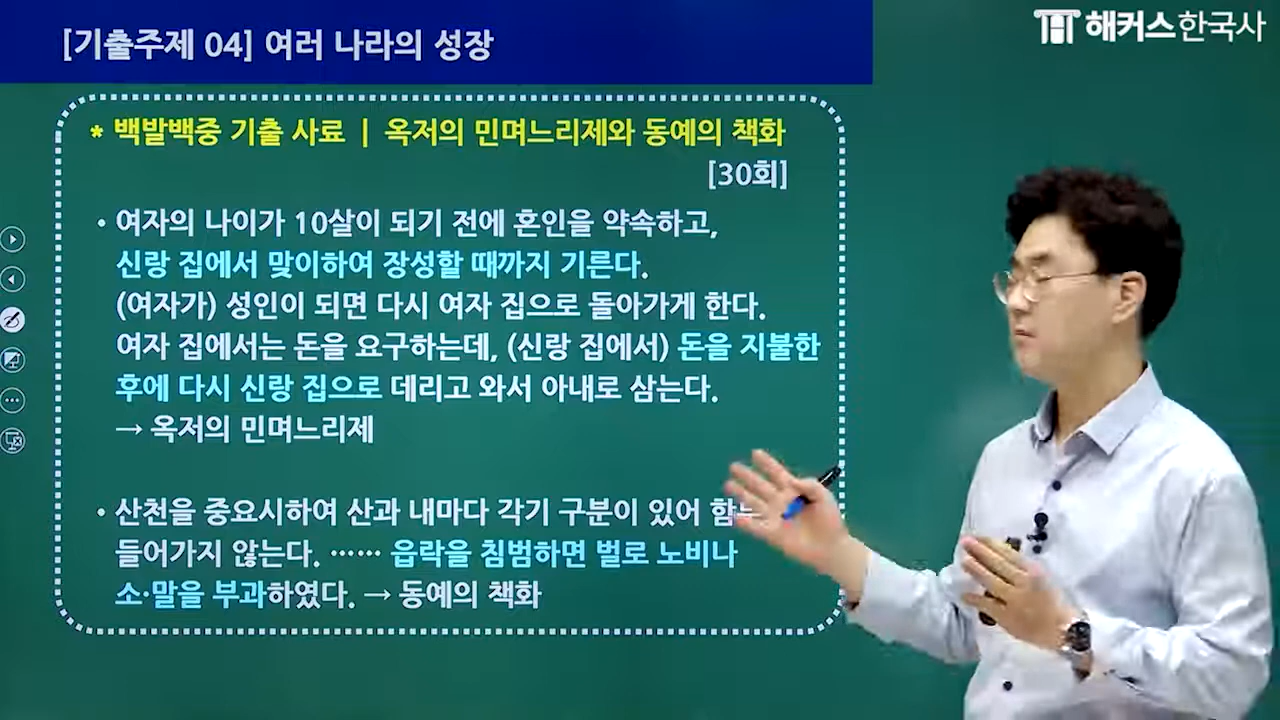 [기출주제 04] 여러 나라의 성장
해커스한국사
* 백발백중 기출 사료 | 옥저의 민며느리제와 동예의 책화
[30회]
• 여자의 나이가 10살이 되기 전에 혼인을 약속하고,
신랑 집에서 맞이하여 장성할 때까지 기른다.
(여자가) 성인이 되면 다시 여자 집으로 돌아가게 한다.
여자 집에서는 돈을 요구하는데, (신랑 집에서) 돈을 지불한
후에 다시 신랑 집으로 데리고 와서 아내로 삼는다.
→ 옥저의 민며느리제
• 산천을 중요시하여 산과 내마다 각기 구분이 있어
들어가지 않는다. ······ 읍락을 침범하면 벌로 노비나
소·말을 부과하였다. → 동예의 책화